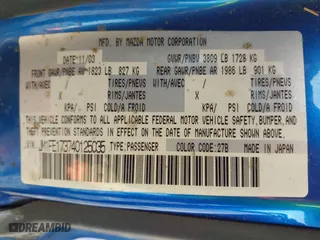 MFD. BY MAZDA MOTOR CORPORATION
DATE: 11/03 GVWR/PNBV 3809 LB 1728 KG
FRONT GAWR/PNBE AV 1823 LB 827 KG REAR GAWR/PNBE AR 1986 LB 901 KG
WITH/AVEC / TIRES/PNEUS WITH/AVEC / TIRES/PNEUS
X RIMS/JANTES X RIMS/JANTES
/ KPA/ PSI COLD/A FROID / KPA/ PSI COLD/A FROID
THIS VEHICLE CONFORMS TO ALL APPLICABLE FEDERAL MOTOR VEHICLE SAFETY, BUMPER, AND
THEFT PREVENTION STANDARDS IN EFFECT ON THE DATE OF MANUFACTURE SHOWN ABOVE.
V.I.N. JM1FE173740125035 TYPE:PASSENGER COLOR CODE:27B MADE IN JAPAN
© BIDFAX DIAMOND